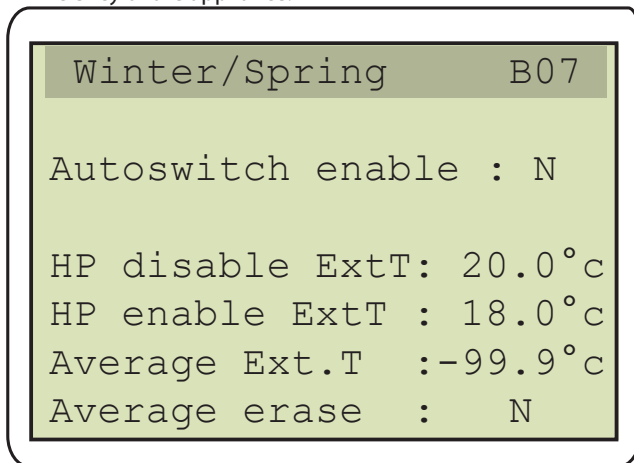 Winter/Spring B07
Autoswitch enable : N
HP disable ExtT: 20.0°c
HP enable ExtT : 18.0°c
Average Ext.T :-99.9°c
Average erase : N